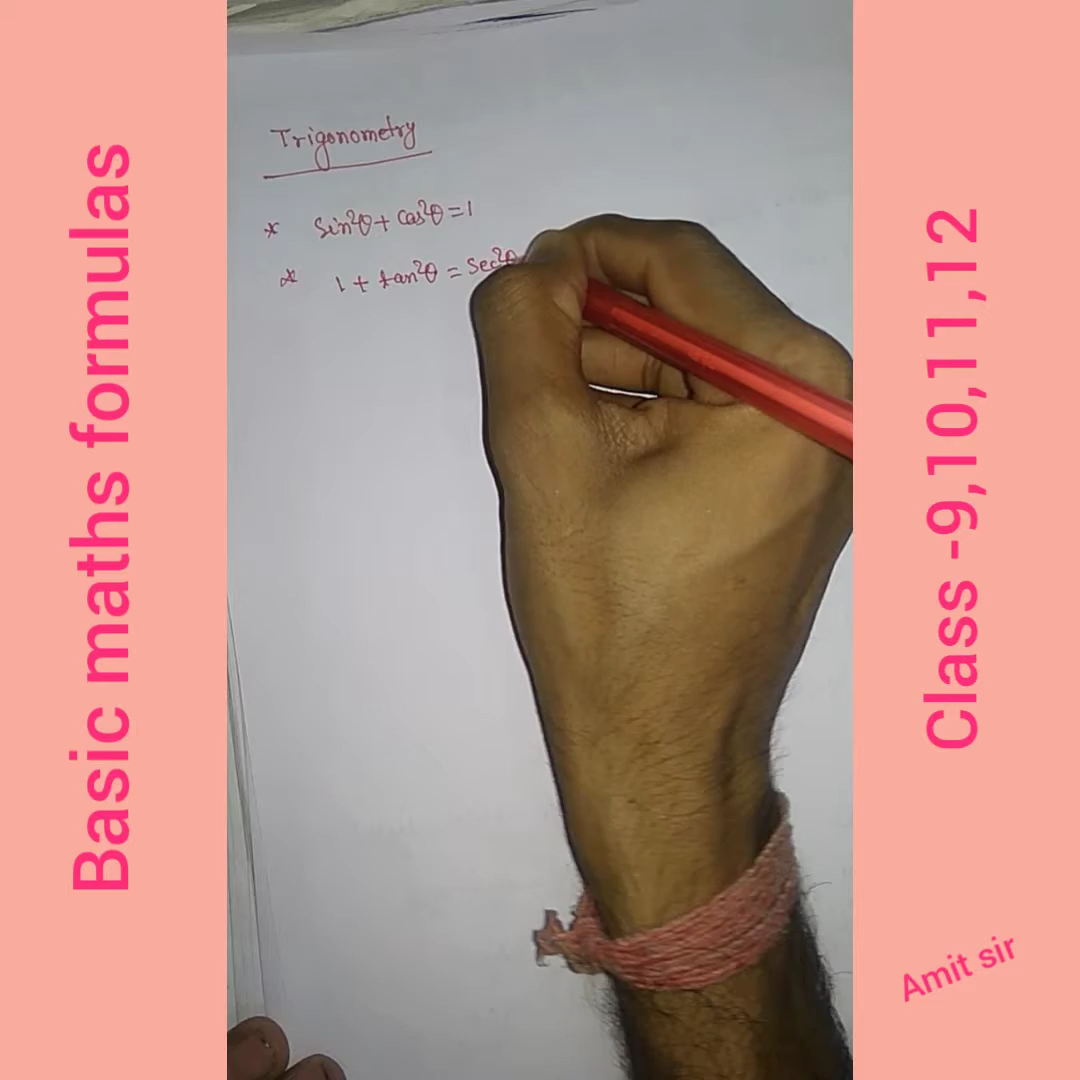 Basic maths formulas
Trigonometry
* Sin²θ + Cos²θ = 1
* 1 + tan²θ = Sec²θ
Class -9,10,11,12
Amit sir